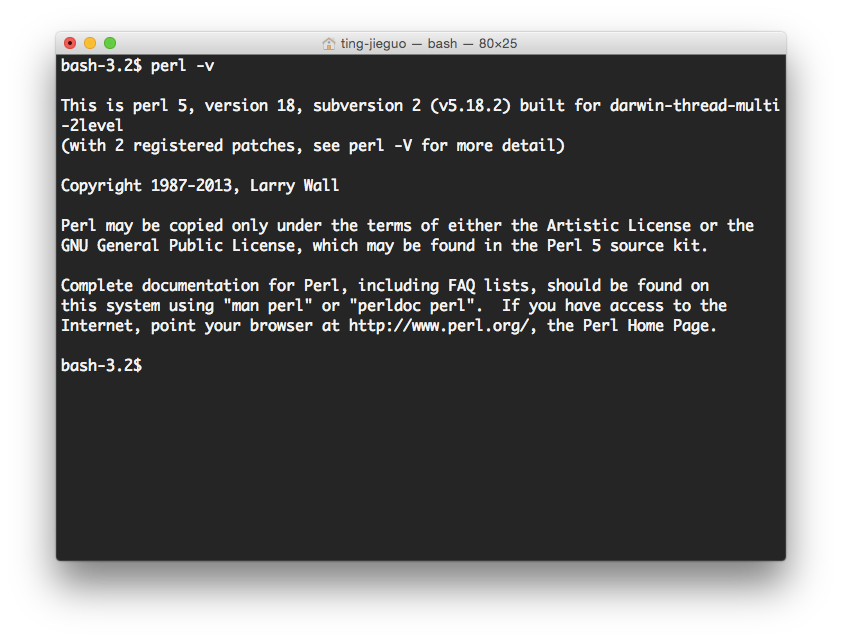 ting-jieguo — bash — 80×25
bash-3.2$ perl -v
This is perl 5, version 18, subversion 2 (v5.18.2) built for darwin-thread-multi
-2level
(with 2 registered patches, see perl -V for more detail)
Copyright 1987-2013, Larry Wall
Perl may be copied only under the terms of either the Artistic License or the
GNU General Public License, which may be found in the Perl 5 source kit.
Complete documentation for Perl, including FAQ lists, should be found on
this system using "man perl" or "perldoc perl".  If you have access to the
Internet, point your browser at http://www.perl.org/, the Perl Home Page.
bash-3.2$